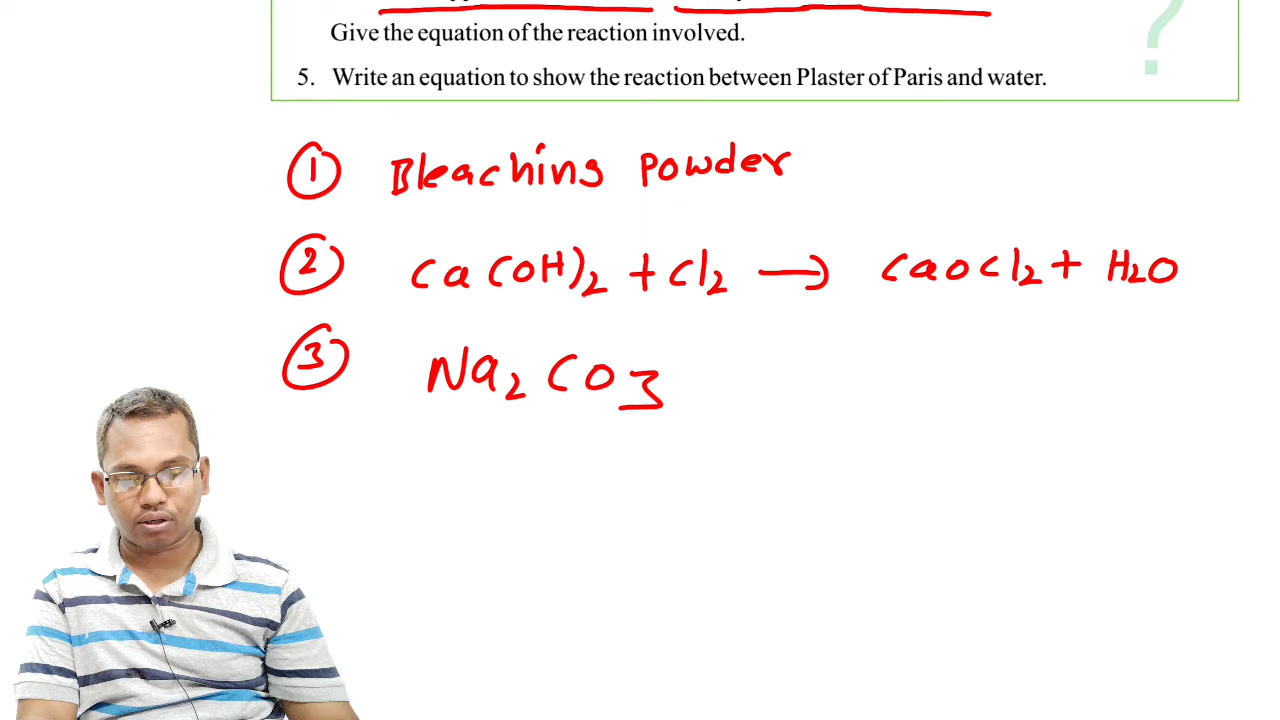 Give the equation of the reaction involved.
5. Write an equation to show the reaction between Plaster of Paris and water.
?
① Bleaching Powder
② Ca(OH)₂ + Cl₂ → CaOCl₂ + H₂O
③ Na₂CO₃